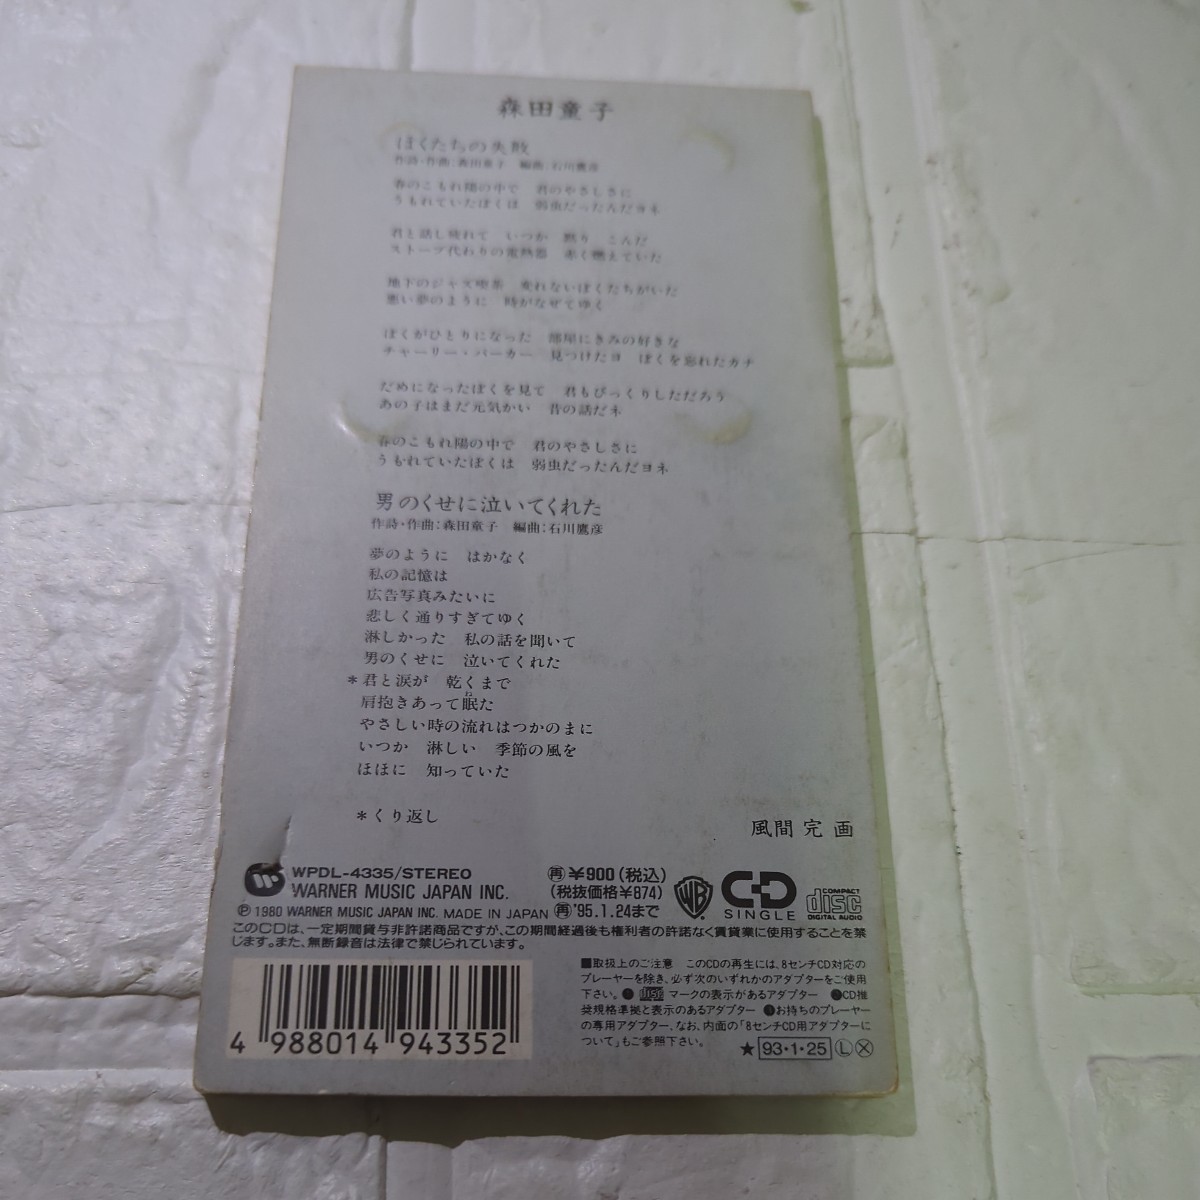 森田童子
ぼくたちの失敗
作詩・作曲:森田童子 編曲:石川鷹彦
春のこもれ陽の中で 君のやさしさに
うもれていたぼくは 弱虫だったんだヨネ
君と話し疲れて いつか 黙り こんだ
ストーブ代わりの電熱器 赤く燃えていた
地下のジャズ喫茶 変れないぼくたちがいた
悪い夢のように 時がなぜてゆく
ぼくがひとりになった 部屋にきみの好きな
チャーリー・パーカー 見つけたヨ ぼくを忘れたカナ
だめになったぼくを見て 君もびっくりしただろう
あの子はまだ元気かい 昔の話だネ
春のこもれ陽の中で 君のやさしさに
うもれていたぼくは 弱虫だったんだヨネ
男のくせに泣いてくれた
作詩・作曲:森田童子 編曲:石川鷹彦
夢のように はかなく
私の記憶は
広告写真みたいに
悲しく通りすぎてゆく
淋しかった 私の話を聞いて
男のくせに 泣いてくれた
*君と涙が 乾くまで
肩抱きあって眠た
やさしい時の流れはつかのまに
いつか 淋しい 季節の風を
ほほに 知っていた
*くり返し
風間 完 画
WPDL-4335/STEREO
WARNER MUSIC JAPAN INC.
Ⓟ 1980 WARNER MUSIC JAPAN INC. MADE IN JAPAN
㊢¥900(税込)
(税抜価格¥874)
㊢'95.1.24まで
WB
CD SINGLE
COMPACT disc DIGITAL AUDIO
このCDは、一定期間貸与非許諾商品ですが、この期間経過後も権利者の許諾なく賃貸業に使用することを禁
じます。また、無断録音は法律で禁じられています。
4 988014 943352
■取扱上のご注意 このCDの再生には、8センチCD対応の
プレーヤーを除き、必ず次のいずれかのアダプターをご使用
下さい。❶ disc マークの表示があるアダプター ❷CD推
奨規格準拠と表示のあるアダプター ❸お持ちのプレーヤー
の専用アダプター、なお、内面の「8センチCD用アダプターに
ついて」もご参照下さい。
★ 93・1・25 Ⓛ Ⓧ